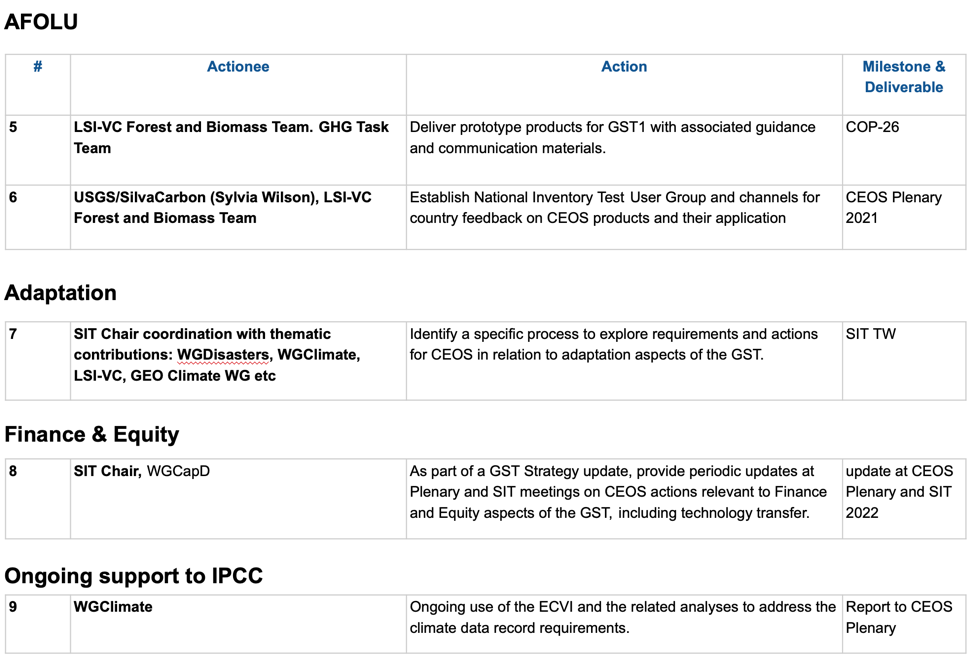 AFOLU
# Actionee Action Milestone &
Deliverable
5 LSI-VC Forest and Biomass Team. GHG Task Deliver prototype products for GST1 with associated guidance COP-26
Team and communication materials.
6 USGS/SilvaCarbon (Sylvia Wilson), LSI-VC Establish National Inventory Test User Group and channels for CEOS Plenary
Forest and Biomass Team country feedback on CEOS products and their application 2021
Adaptation
7 SIT Chair coordination with thematic Identify a specific process to explore requirements and actions SIT TW
contributions: WGDisasters, WGClimate, for CEOS in relation to adaptation aspects of the GST.
LSI-VC, GEO Climate WG etc
Finance & Equity
8 SIT Chair, WGCapD As part of a GST Strategy update, provide periodic updates at update at CEOS
Plenary and SIT meetings on CEOS actions relevant to Finance Plenary and SIT
and Equity aspects of the GST, including technology transfer. 2022
Ongoing support to IPCC
9 WGClimate Ongoing use of the ECVI and the related analyses to address the Report to CEOS
climate data record requirements. Plenary